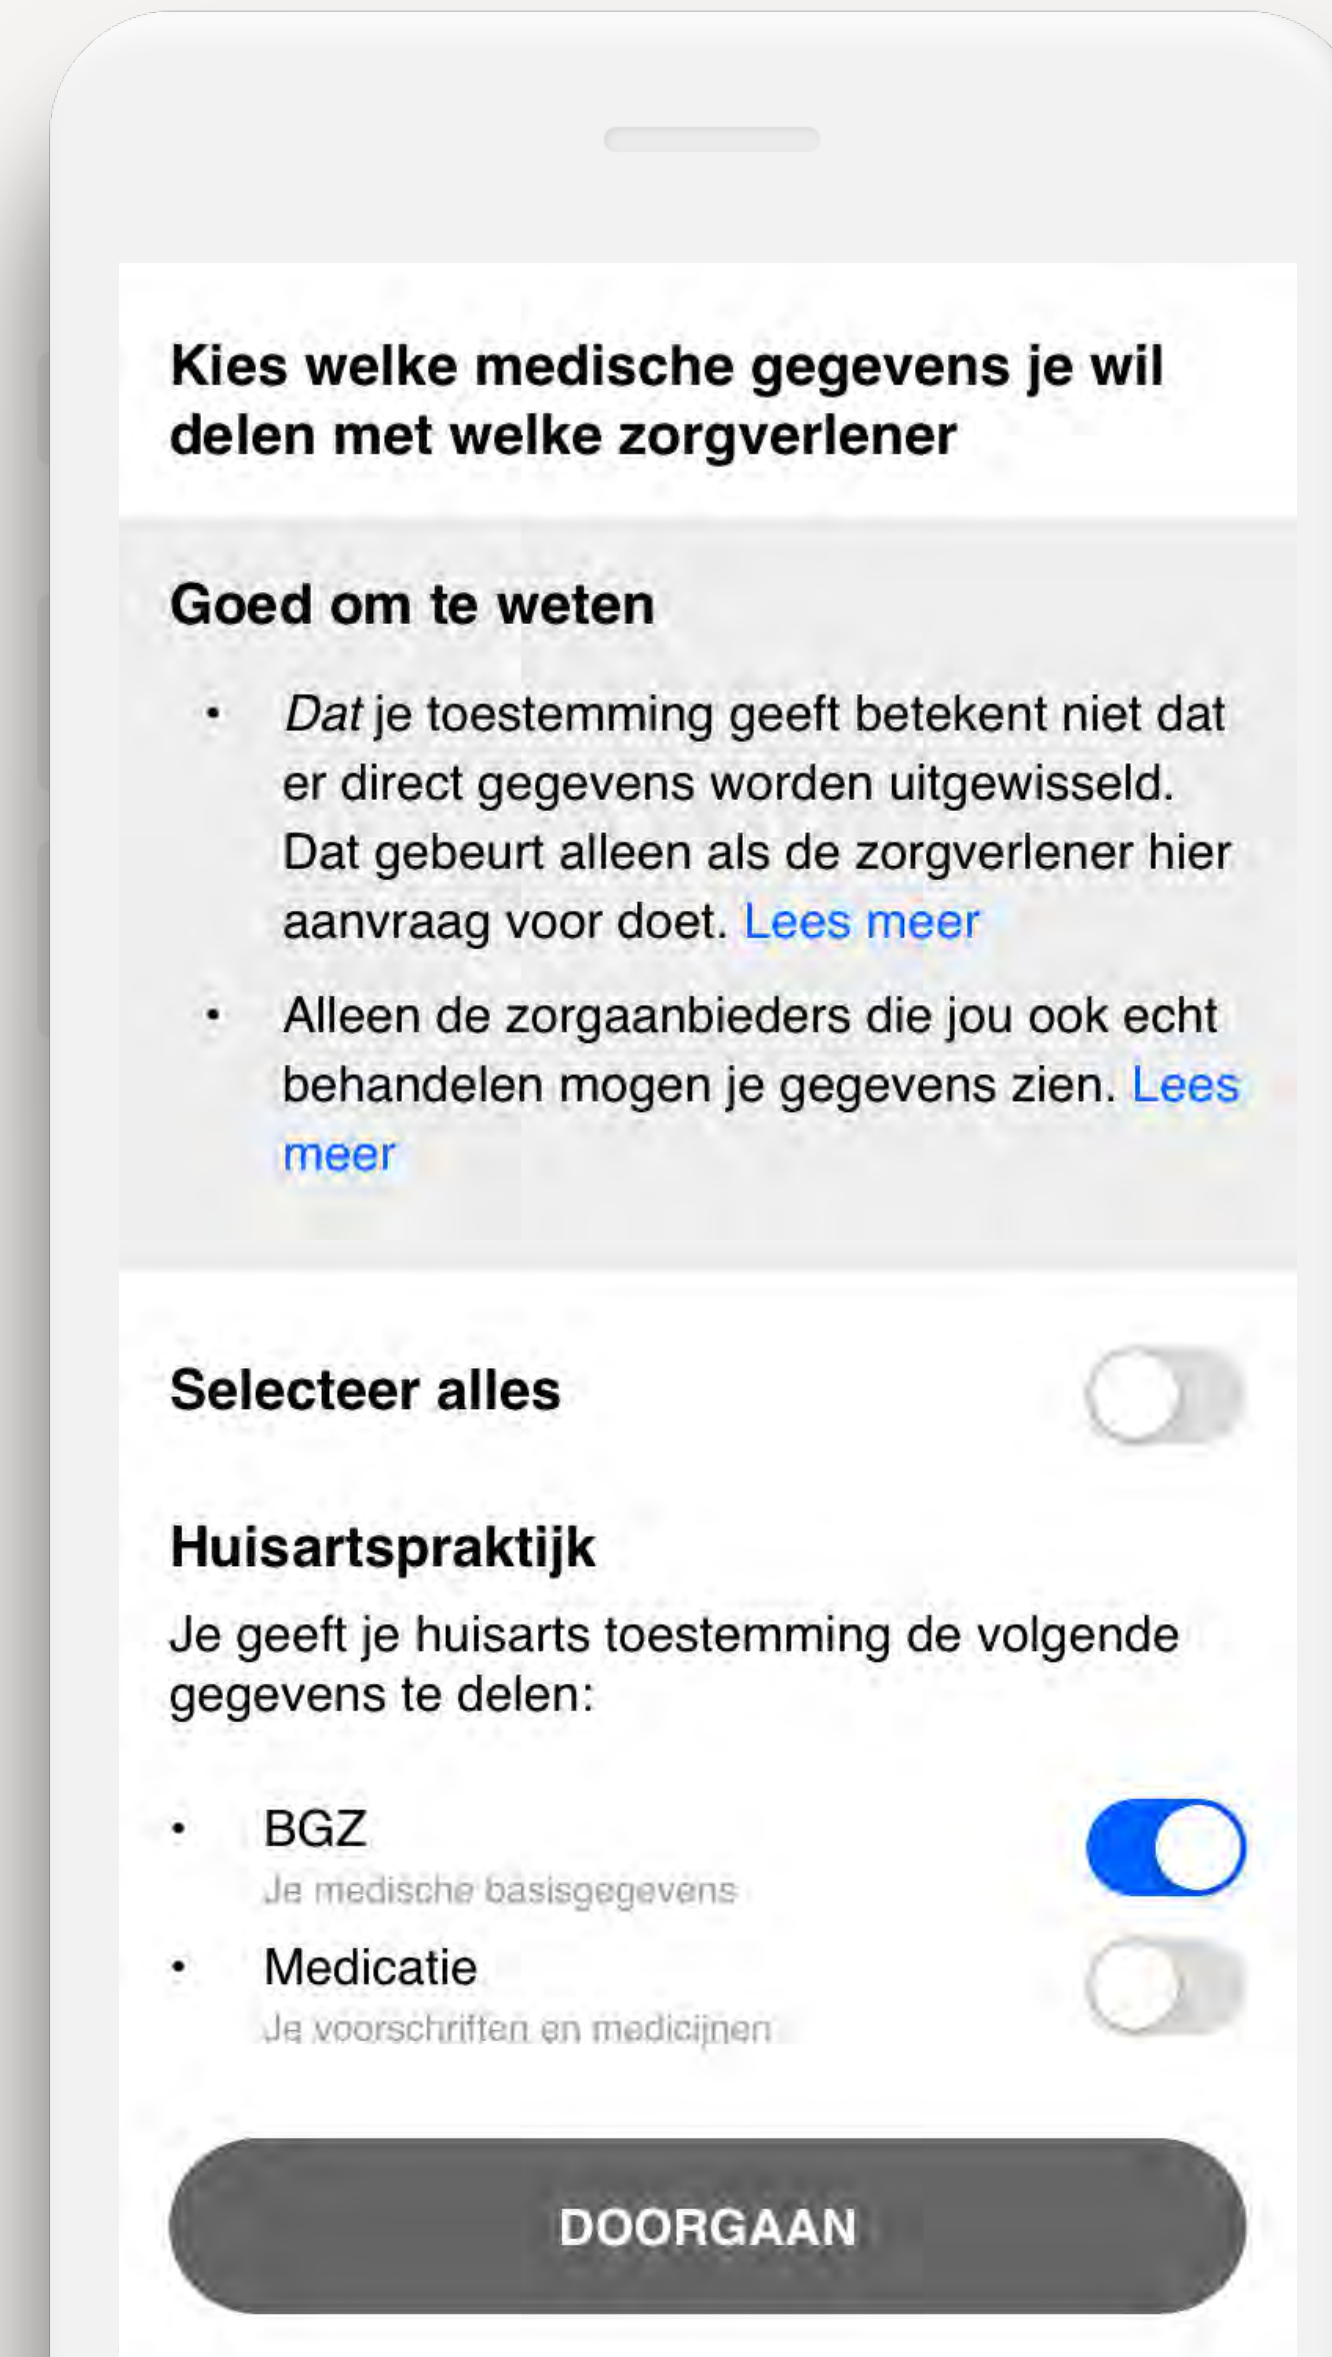 Kies welke medische gegevens je wil
delen met welke zorgverlener
Goed om te weten
• Dat je toestemming geeft betekent niet dat
er direct gegevens worden uitgewisseld.
Dat gebeurt alleen als de zorgverlener hier
aanvraag voor doet. Lees meer
• Alleen de zorgaanbieders die jou ook echt
behandelen mogen je gegevens zien. Lees
meer
Selecteer alles
Huisartspraktijk
Je geeft je huisarts toestemming de volgende
gegevens te delen:
• BGZ
Je medische basisgegevens
• Medicatie
Je voorschriften en medicijnen
DOORGAAN